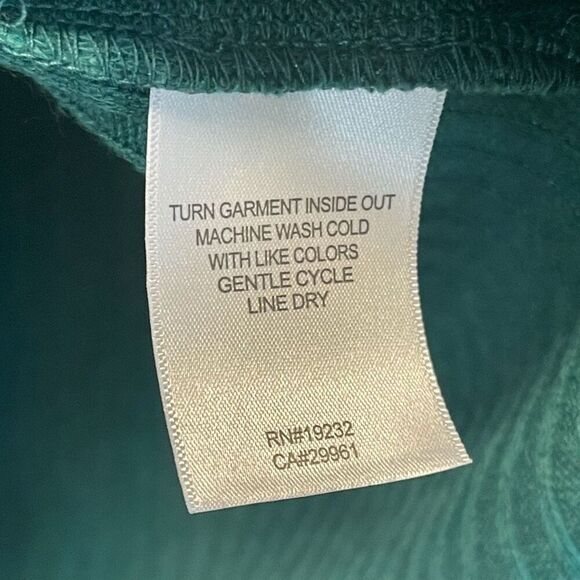 TURN GARMENT INSIDE OUT
MACHINE WASH COLD
WITH LIKE COLORS
GENTLE CYCLE
LINE DRY
RN#19232
CA#29961